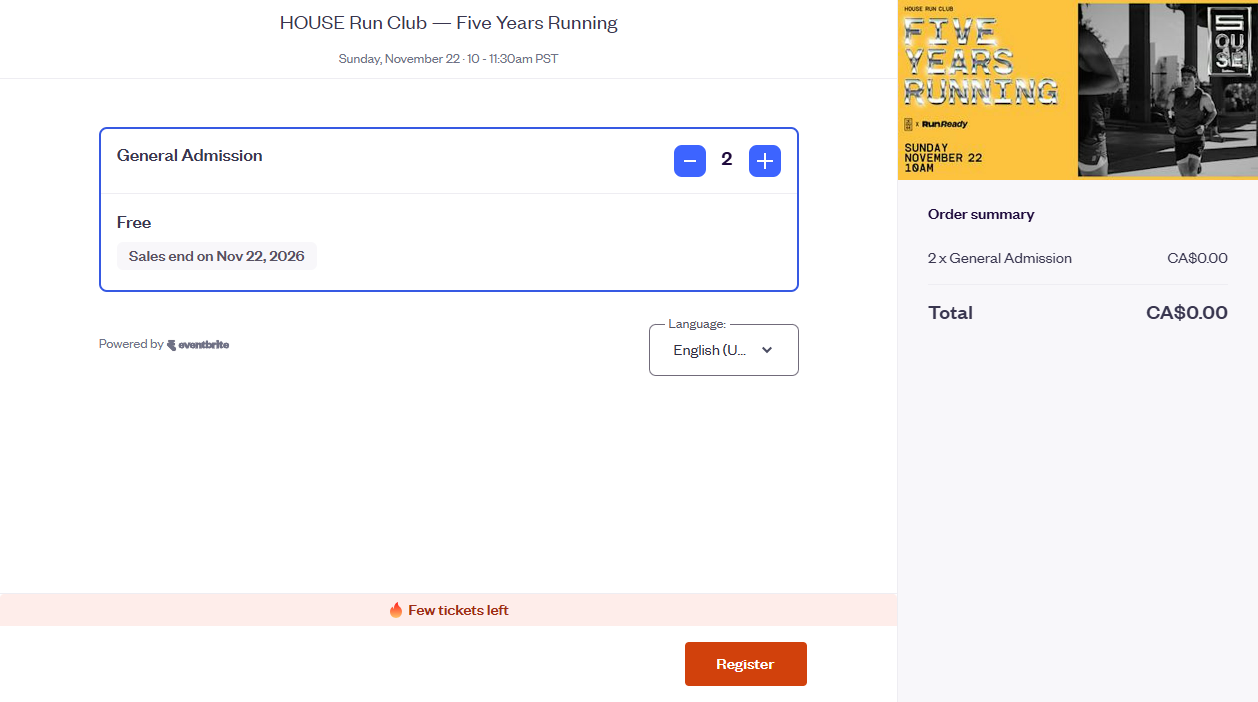 HOUSE Run Club — Five Years Running
Sunday, November 22 · 10 - 11:30am PST
General Admission
2
Free
Sales end on Nov 22, 2026
Powered by eventbrite
Language:
English (U...
Few tickets left
Register
HOUSE RUN CLUB
FIVE
YEARS
RUNNING
x RunReady
SUNDAY
NOVEMBER 22
10AM
Order summary
2 x General Admission CA$0.00
Total CA$0.00